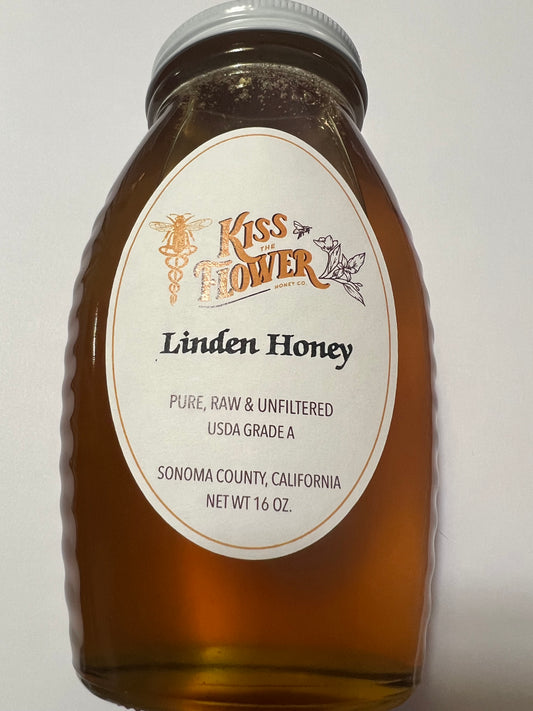 KISS
THE
FLOWER
HONEY CO.
Linden Honey
PURE, RAW & UNFILTERED
USDA GRADE A
SONOMA COUNTY, CALIFORNIA
NET WT 16 OZ.